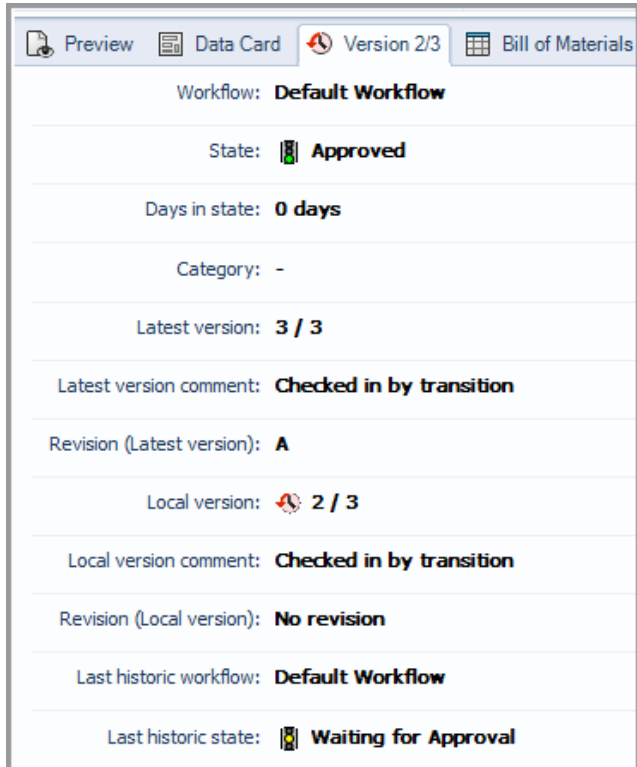 Preview Data Card Version 2/3 Bill of Materials
Workflow: Default Workflow
State: Approved
Days in state: 0 days
Category: -
Latest version: 3 / 3
Latest version comment: Checked in by transition
Revision (Latest version): A
Local version: 2 / 3
Local version comment: Checked in by transition
Revision (Local version): No revision
Last historic workflow: Default Workflow
Last historic state: Waiting for Approval